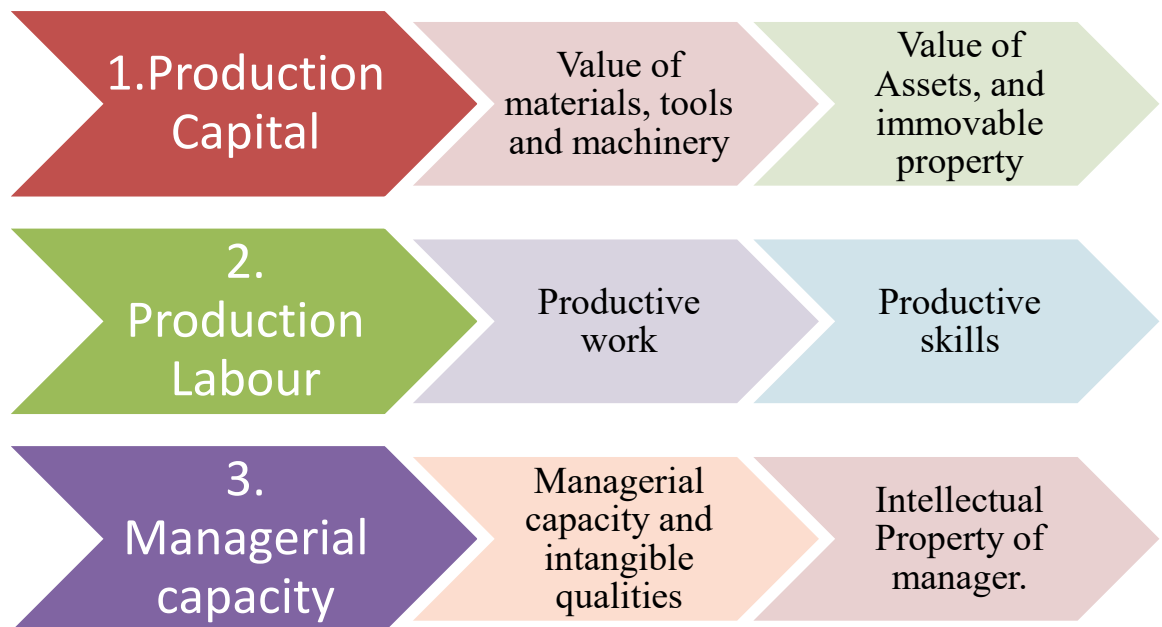 1.Production
Capital
Value of
materials, tools
and machinery
Value of
Assets, and
immovable
property
2.
Production
Labour
Productive
work
Productive
skills
3.
Managerial
capacity
Managerial
capacity and
intangible
qualities
Intellectual
Property of
manager.